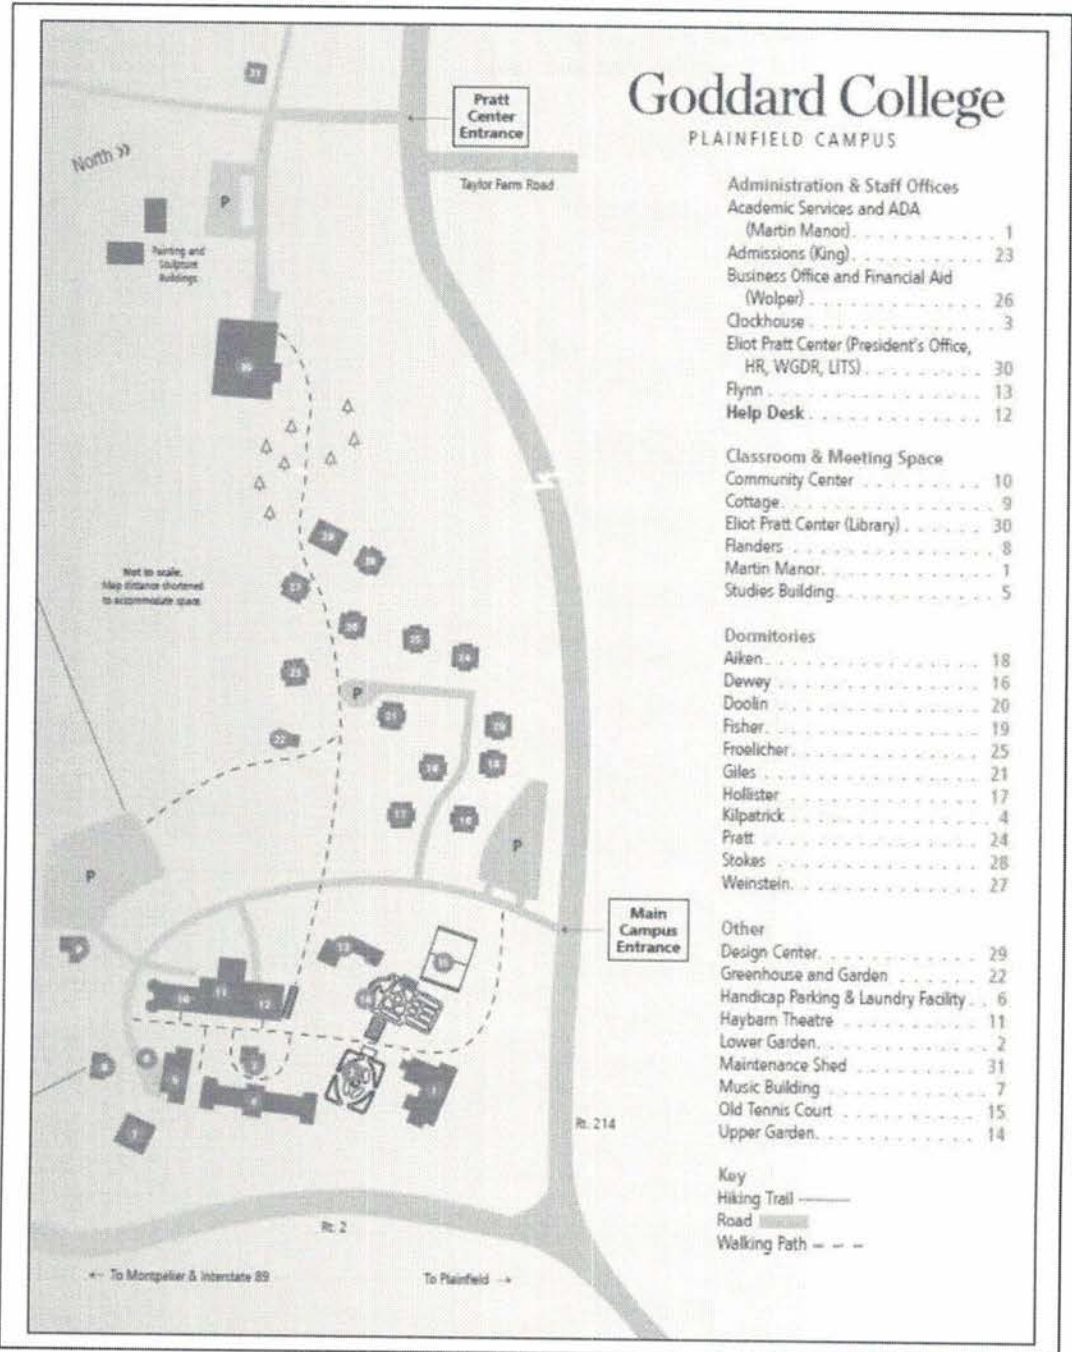 Goddard College
PLAINFIELD CAMPUS
Administration & Staff Offices
Academic Services and ADA
(Martin Manor) 1
Admissions (King) 23
Business Office and Financial Aid
(Wolper) 26
Clockhouse 3
Eliot Pratt Center (President's Office,
HR, WGDR, LITS) 30
Flynn 13
Help Desk 12
Classroom & Meeting Space
Community Center 10
Cottage 9
Eliot Pratt Center (Library) 30
Flanders 8
Martin Manor 1
Studies Building 5
Dormitories
Aiken 18
Dewey 16
Doolin 20
Fisher 19
Froelicher 25
Giles 21
Hollister 17
Kilpatrick 4
Pratt 24
Stokes 28
Weinstein 27
Other
Design Center 29
Greenhouse and Garden 22
Handicap Parking & Laundry Facility 6
Haybarn Theatre 11
Lower Garden 2
Maintenance Shed 31
Music Building 7
Old Tennis Court 15
Upper Garden 14
Key
Hiking Trail
Road
Walking Path
Pratt
Center
Entrance
Taylor Farm Road
North »
P
Painting and
Sculpture
Buildings
Not to scale.
Map distance shortened
to accommodate space
P
P
P
Main
Campus
Entrance
10
11
12
13
22
24
Rt. 214
Rt. 2
← To Montpelier & Interstate 89
To Plainfield →